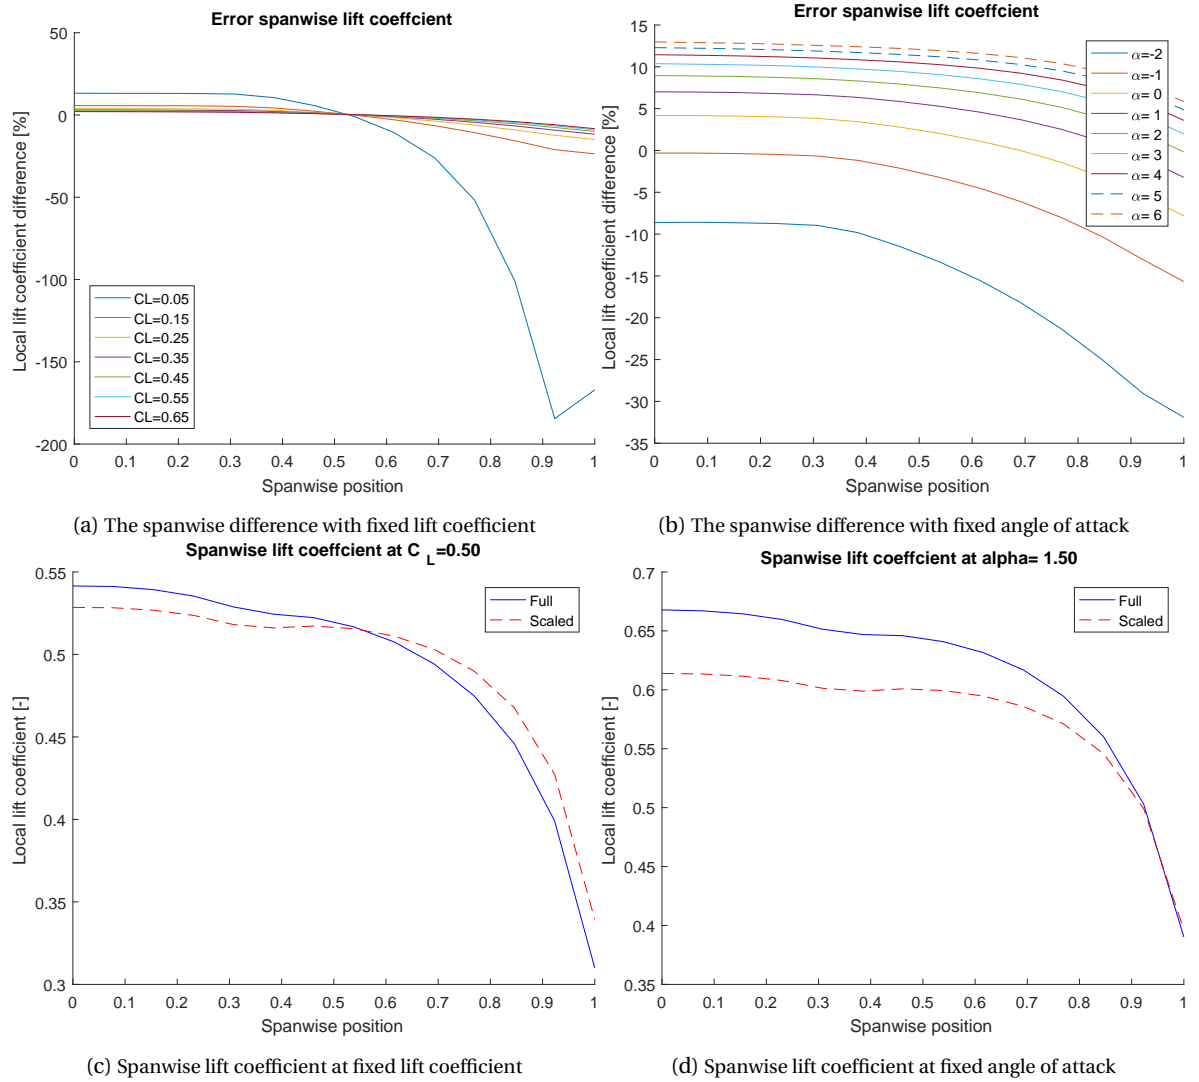 Error spanwise lift coeffcient
50
0
-50
-100
-150
-200
Local lift coefficient difference [%]
CL=0.05
CL=0.15
CL=0.25
CL=0.35
CL=0.45
CL=0.55
CL=0.65
0 0.1 0.2 0.3 0.4 0.5 0.6 0.7 0.8 0.9 1
Spanwise position
(a) The spanwise difference with fixed lift coefficient
Error spanwise lift coeffcient
15
10
5
0
-5
-10
-15
-20
-25
-30
-35
Local lift coefficient difference [%]
α=-2
α=-1
α= 0
α= 1
α= 2
α= 3
α= 4
α= 5
α= 6
0 0.1 0.2 0.3 0.4 0.5 0.6 0.7 0.8 0.9 1
Spanwise position
(b) The spanwise difference with fixed angle of attack
Spanwise lift coeffcient at C L=0.50
0.55
0.5
0.45
0.4
0.35
0.3
Local lift coefficient [-]
Full
Scaled
0 0.1 0.2 0.3 0.4 0.5 0.6 0.7 0.8 0.9 1
Spanwise position
(c) Spanwise lift coefficient at fixed lift coefficient
Spanwise lift coeffcient at alpha= 1.50
0.7
0.65
0.6
0.55
0.5
0.45
0.4
0.35
Local lift coefficient [-]
Full
Scaled
0 0.1 0.2 0.3 0.4 0.5 0.6 0.7 0.8 0.9 1
Spanwise position
(d) Spanwise lift coefficient at fixed angle of attack